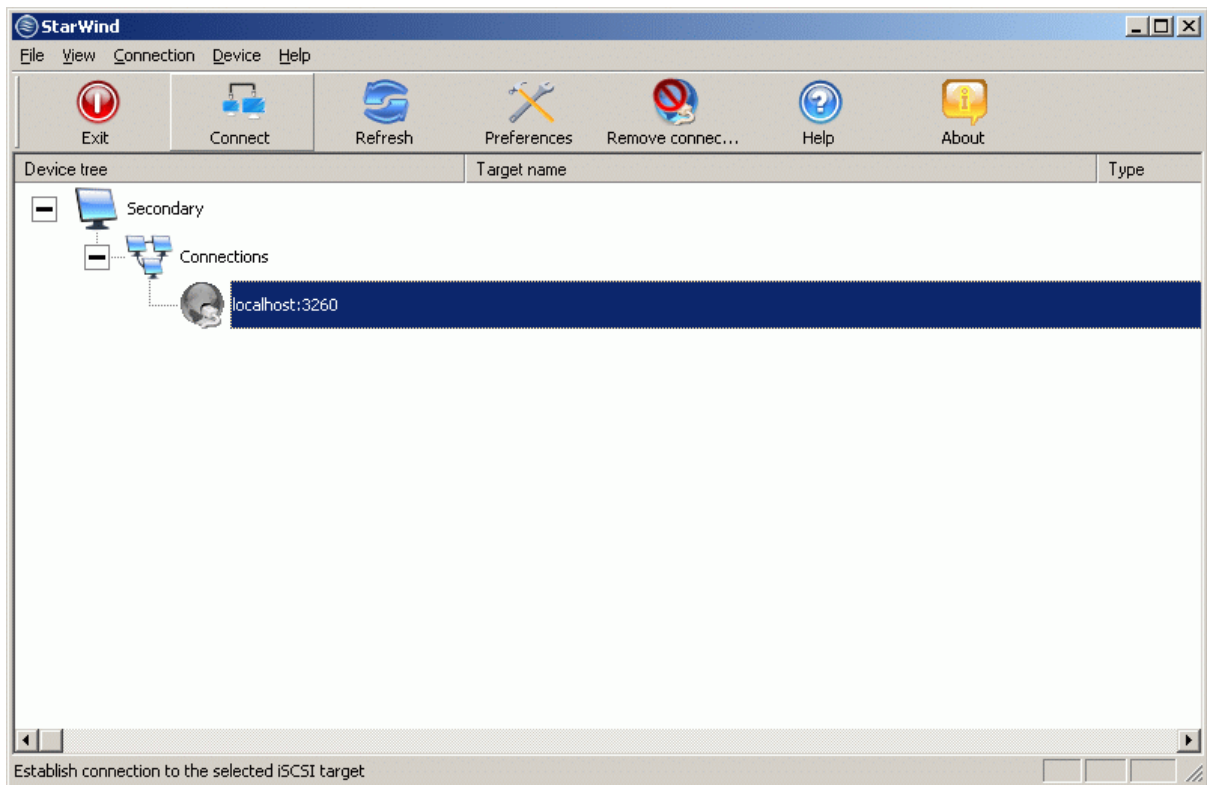 StarWind
File View Connection Device Help
Exit Connect Refresh Preferences Remove connec... Help About
Device tree Target name Type
Secondary
Connections
localhost:3260
Establish connection to the selected iSCSI target